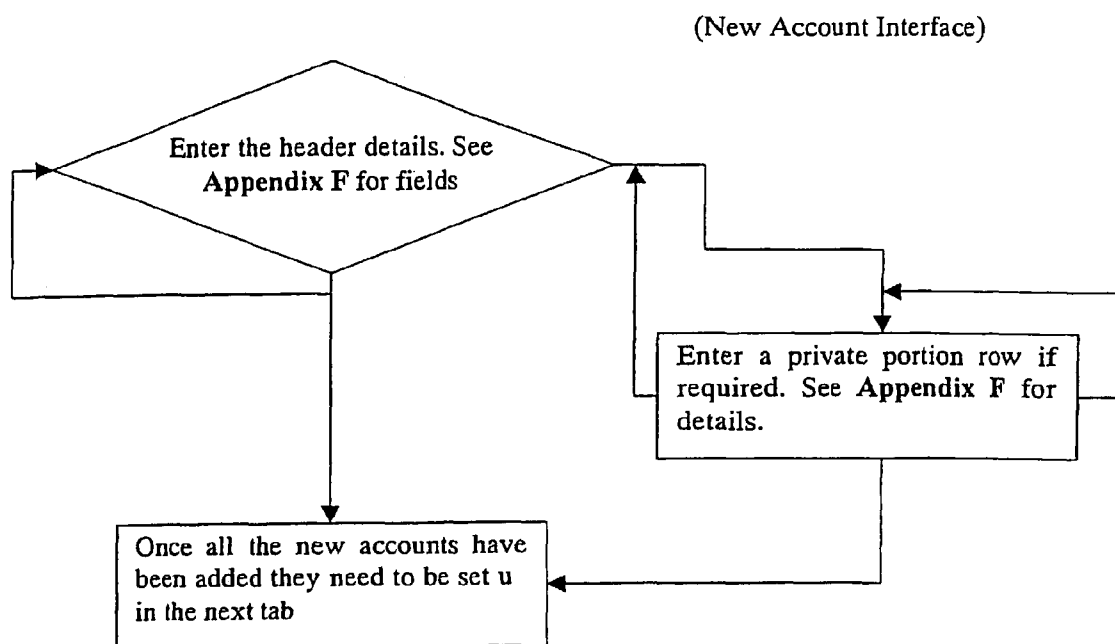 (New Account Interface)
Enter the header details. See
Appendix F for fields
Enter a private portion row if
required. See Appendix F for
details.
Once all the new accounts have
been added they need to be set u
in the next tab